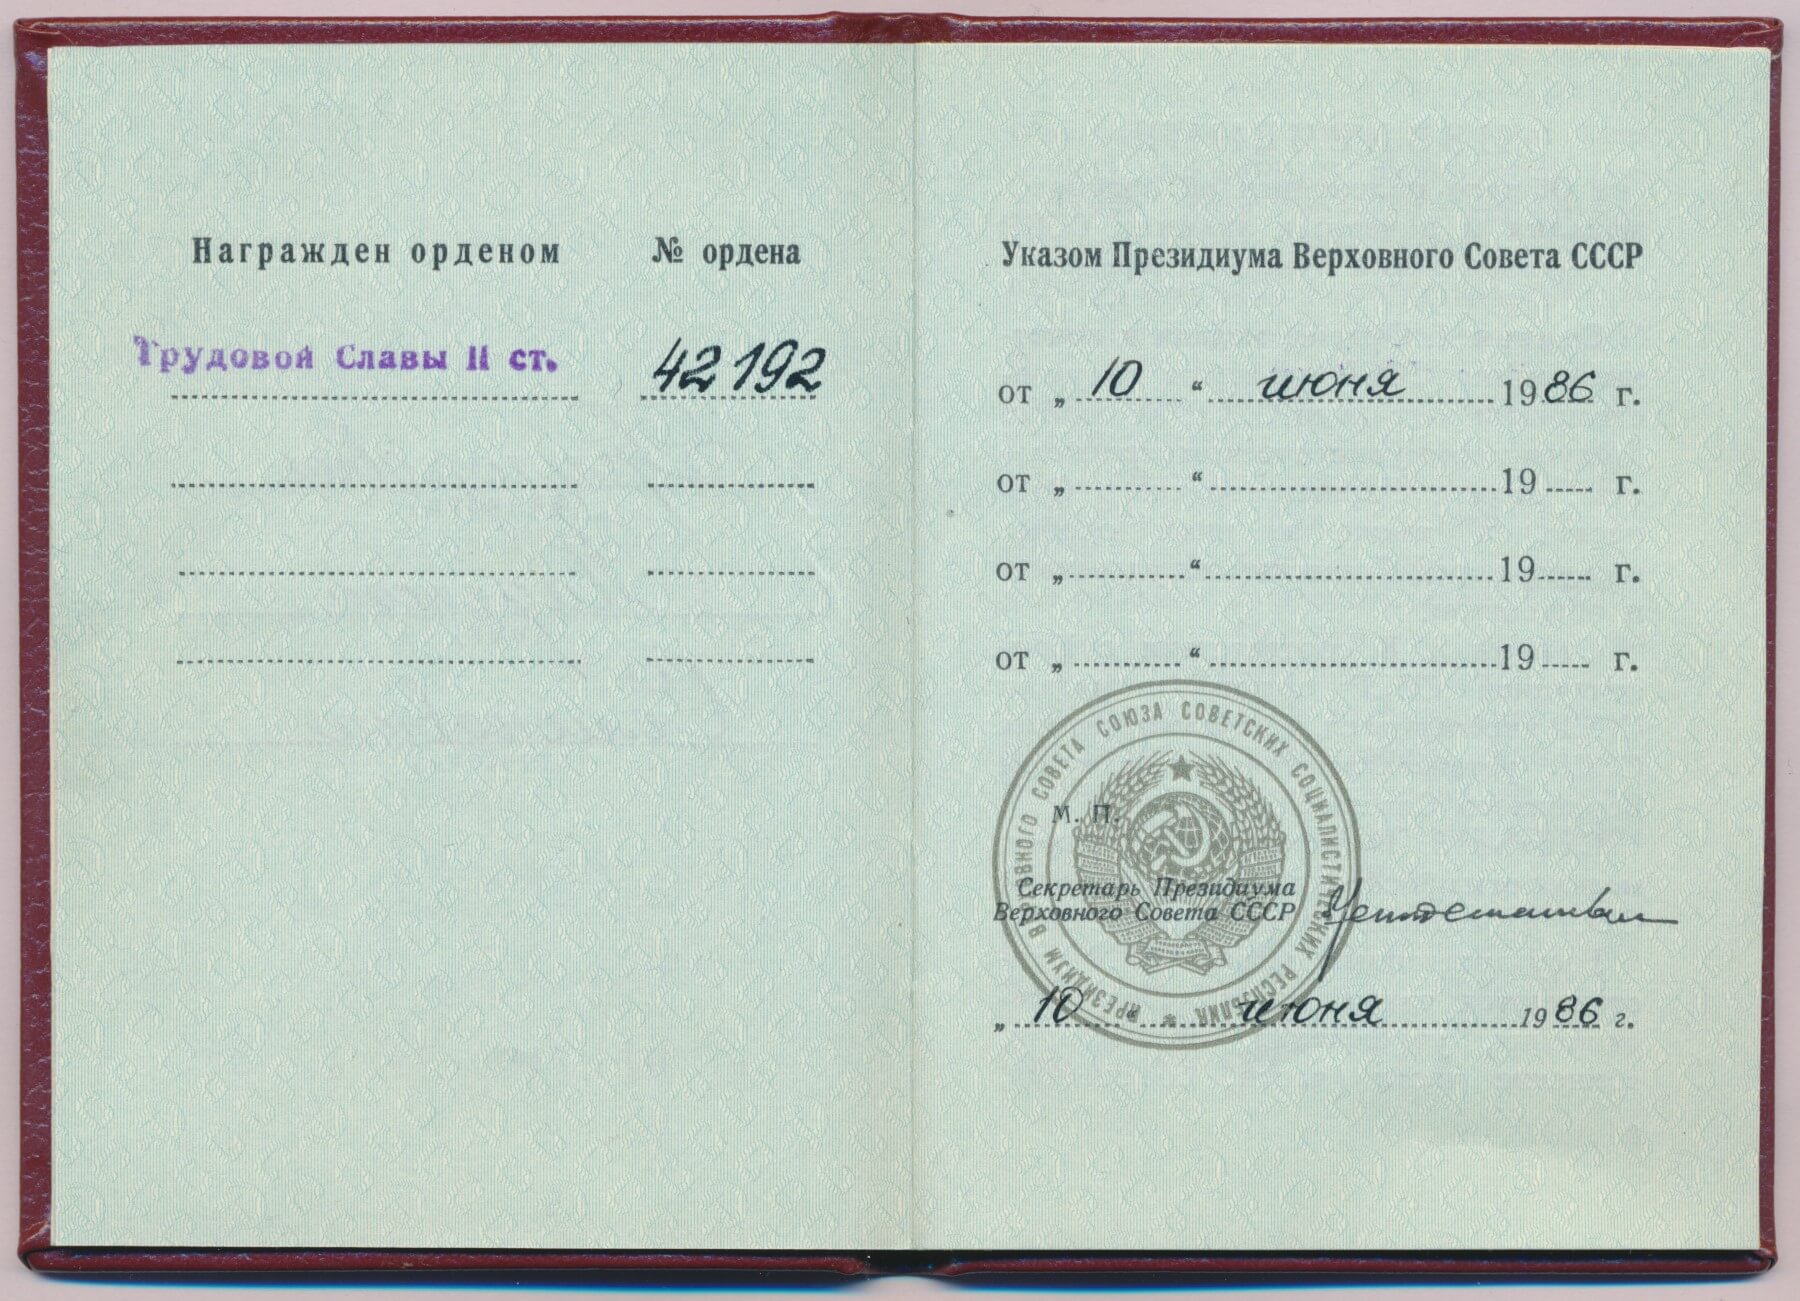 Награжден орденом № ордена
Трудовой Славы II ст. 42192
Указом Президиума Верховного Совета СССР
от „ 10 “ июня 1986 г.
от „ “ 19 г.
от „ “ 19 г.
от „ “ 19 г.
ПРЕЗИДИУМ ВЕРХОВНОГО СОВЕТА СОЮЗА СОВЕТСКИХ СОЦИАЛИСТИЧЕСКИХ РЕСПУБЛИК
М. П.
Секретарь Президиума
Верховного Совета СССР
„ 10 “ июня 1986 г.